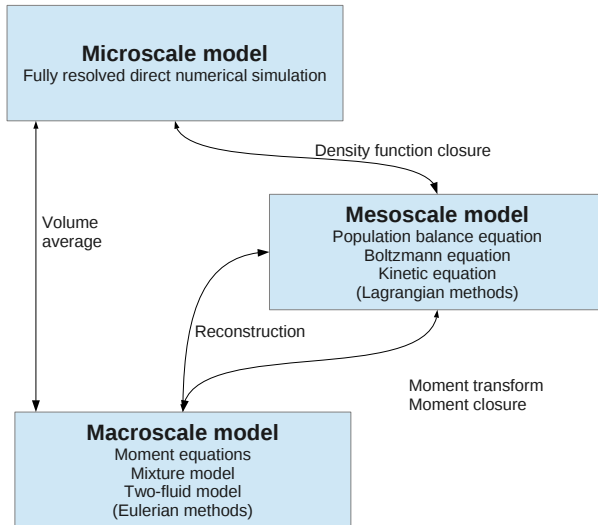 Microscale model
Fully resolved direct numerical simulation
Density function closure
Volume
average
Mesoscale model
Population balance equation
Boltzmann equation
Kinetic equation
(Lagrangian methods)
Reconstruction
Moment transform
Moment closure
Macroscale model
Moment equations
Mixture model
Two-fluid model
(Eulerian methods)